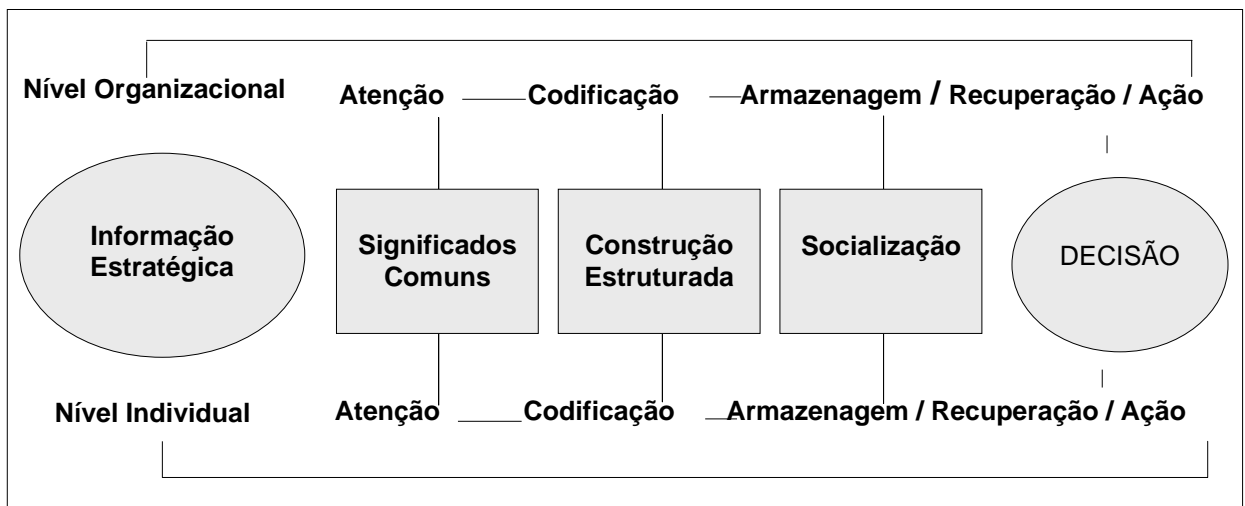 Nível Organizacional
Atenção
Codificação
Armazenagem / Recuperação / Ação
Informação
Estratégica
Significados
Comuns
Construção
Estruturada
Socialização
DECISÃO
Nível Individual
Atenção
Codificação
Armazenagem / Recuperação / Ação